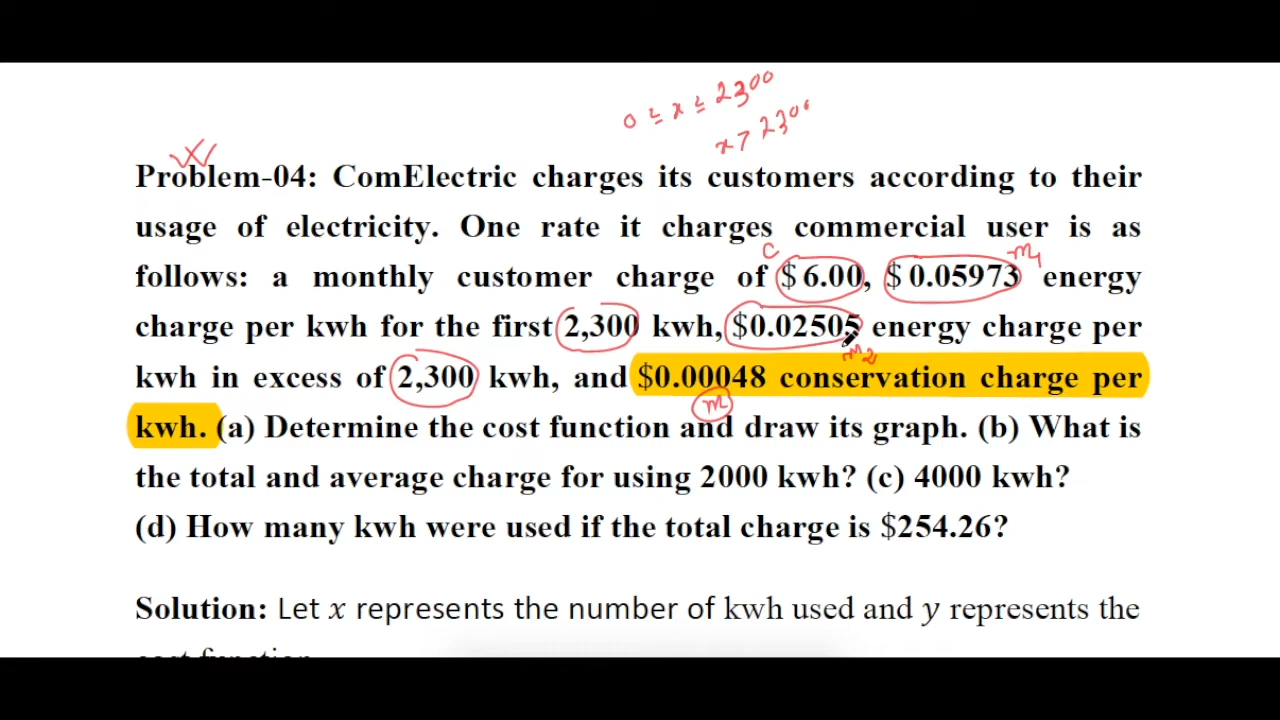 0 ≤ x ≤ 2300
x > 230
Problem-04: ComElectric charges its customers according to their
usage of electricity. One rate it charges commercial user is as
c m₁
follows: a monthly customer charge of $6.00, $0.05973 energy
charge per kwh for the first 2,300 kwh, $0.02505 energy charge per
m₂
kwh in excess of 2,300 kwh, and $0.00048 conservation charge per
m
kwh. (a) Determine the cost function and draw its graph. (b) What is
the total and average charge for using 2000 kwh? (c) 4000 kwh?
(d) How many kwh were used if the total charge is $254.26?
Solution: Let x represents the number of kwh used and y represents the
cost function